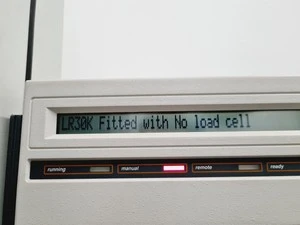 LR30K Fitted with No load cell
running manual remote ready